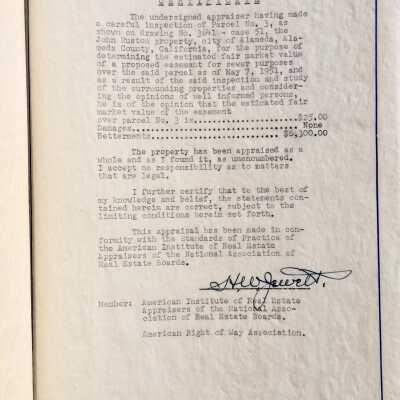 CERTIFICATE
The undersigned appraiser having made
a careful inspection of Parcel No. 3, as
shown on Drawing No. 3041 - case 51, the
John Huston property, city of Alameda, Ala-
meda County, California, for the purpose of
determining the estimated fair market value
of a proposed easement for sewer purposes
over the said parcel as of May 7, 1951, and
as a result of the said inspection and study
of the surrounding properties and consider-
ing the opinions of well informed persons,
he is of the opinion that the estimated fair
market value of the easement
over parcel No. 3 is.....................$25.00
Damages.................................. None
Betterments..............................$6,300.00
The property has been appraised as a
whole and as I found it, as unencumbered.
I accept no responsibility as to matters
that are legal.
I further certify that to the best of
my knowledge and belief, the statements con-
tained herein are correct, subject to the
limiting conditions herein set forth.
This appraisal has been made in con-
formity with the Standards of Practice of
the American Institute of Real Estate
Appraisers of the National Association of
Real Estate Boards.
H W Jewett.
Member: American Institute of Real Estate
Appraisers of the National Asso-
ciation of Real Estate Boards.
American Right of Way Association.